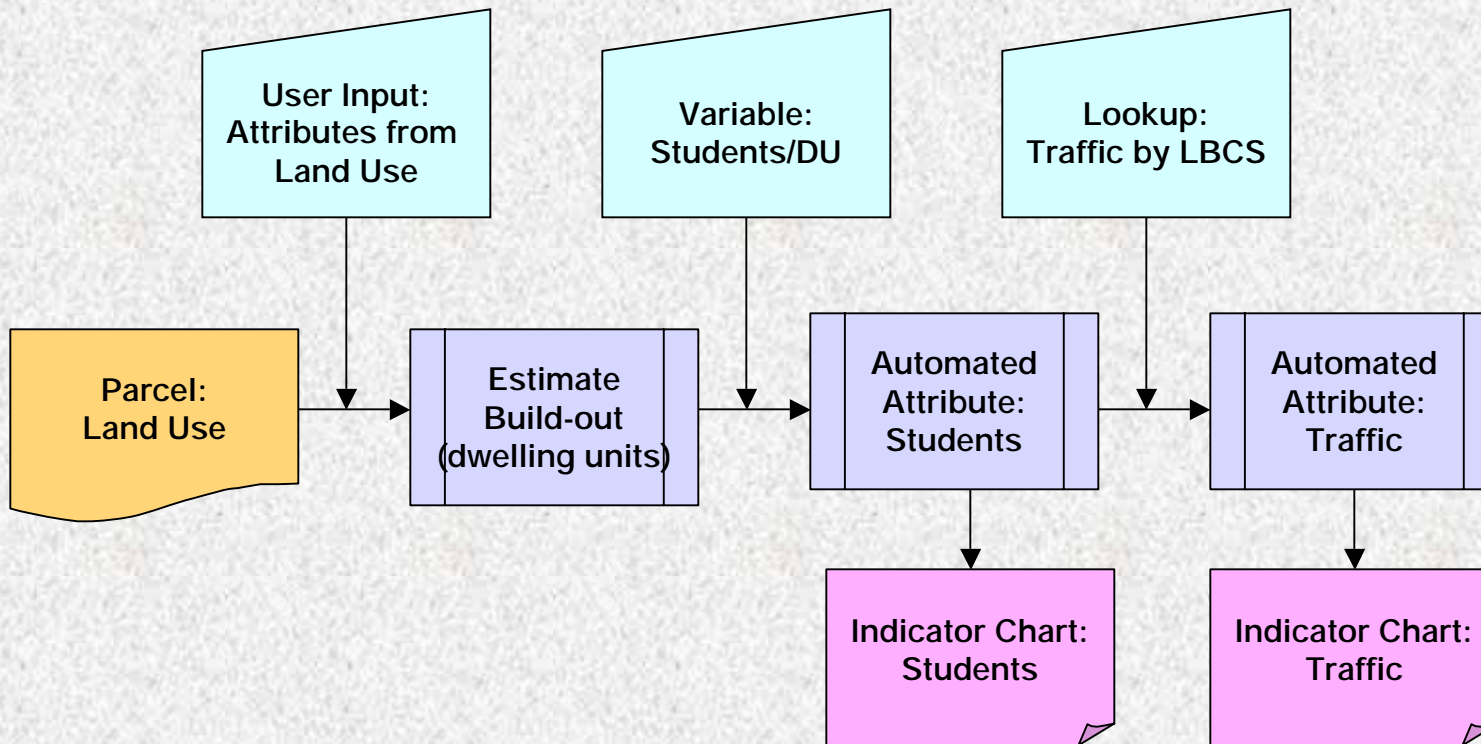 User Input:
Attributes from
Land Use
Variable:
Students/DU
Lookup:
Traffic by LBCS
Parcel:
Land Use
Estimate
Build-out
(dwelling units)
Automated
Attribute:
Students
Automated
Attribute:
Traffic
Indicator Chart:
Students
Indicator Chart:
Traffic